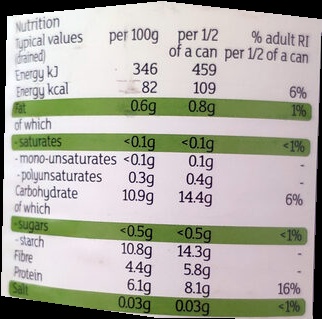 Nutrition
Typical values per 100g per 1/2 % adult RI
(drained) of a can per 1/2 of a can
Energy kJ 346 459
Energy kcal 82 109 6%
Fat 0.6g 0.8g 1%
of which
- saturates <0.1g <0.1g <1%
- mono-unsaturates <0.1g 0.1g -
- polyunsaturates 0.3g 0.4g -
Carbohydrate 10.9g 14.4g 6%
of which
- sugars <0.5g <0.5g <1%
- starch 10.8g 14.3g -
Fibre 4.4g 5.8g -
Protein 6.1g 8.1g 16%
Salt 0.03g 0.03g <1%